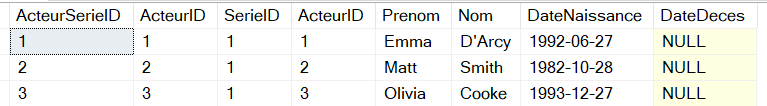 ActeurSerieID ActeurID SerieID ActeurID Prenom Nom DateNaissance DateDeces
1 1 1 1 Emma D'Arcy 1992-06-27 NULL
2 2 1 2 Matt Smith 1982-10-28 NULL
3 3 1 3 Olivia Cooke 1993-12-27 NULL